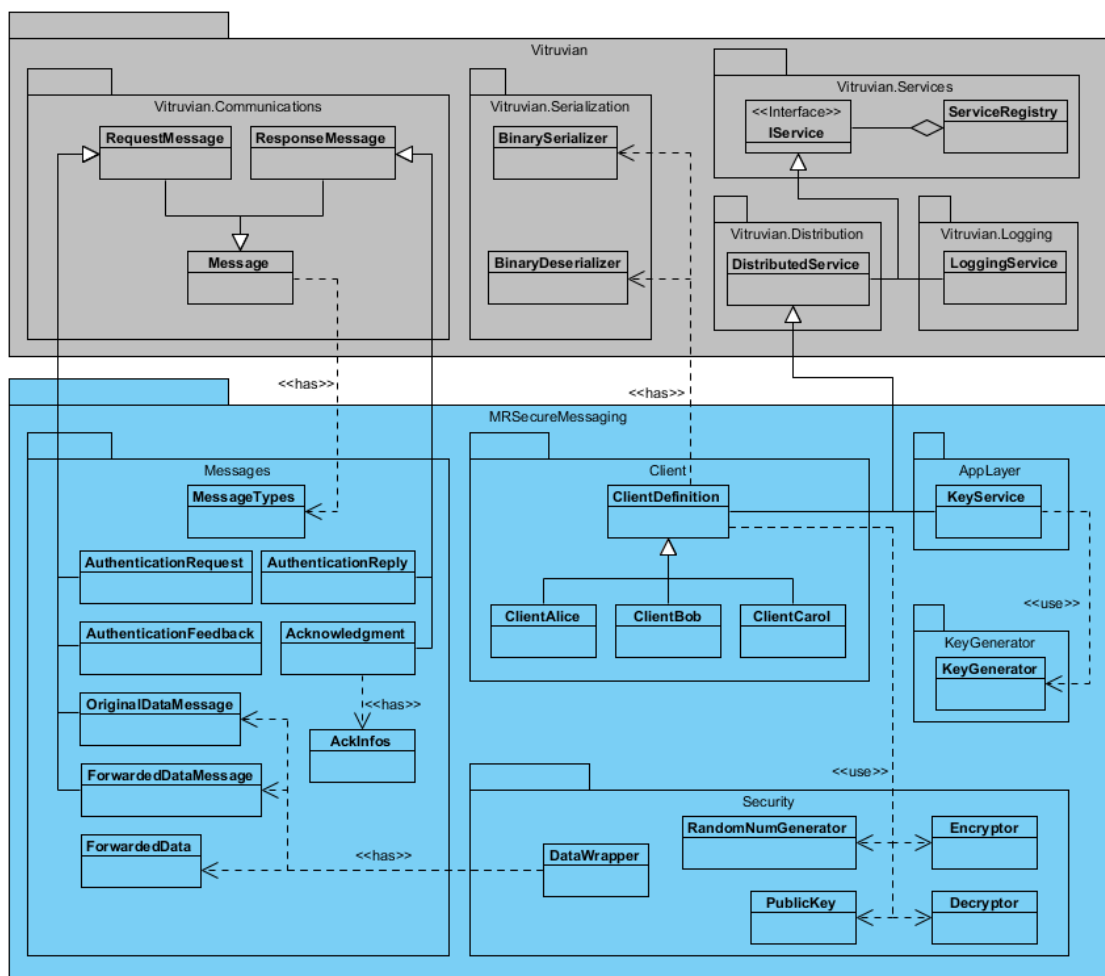 Vitruvian
Vitruvian.Communications
RequestMessage
ResponseMessage
Message
Vitruvian.Serialization
BinarySerializer
BinaryDeserializer
Vitruvian.Services
<<Interface>>
IService
ServiceRegistry
Vitruvian.Distribution
DistributedService
Vitruvian.Logging
LoggingService
<<has>>
<<has>>
MRSecureMessaging
Messages
MessageTypes
AuthenticationRequest
AuthenticationReply
AuthenticationFeedback
Acknowledgment
OriginalDataMessage
<<has>>
AckInfos
ForwardedDataMessage
ForwardedData
<<has>>
Client
ClientDefinition
ClientAlice
ClientBob
ClientCarol
AppLayer
KeyService
<<use>>
KeyGenerator
KeyGenerator
<<use>>
Security
RandomNumGenerator
Encryptor
DataWrapper
PublicKey
Decryptor